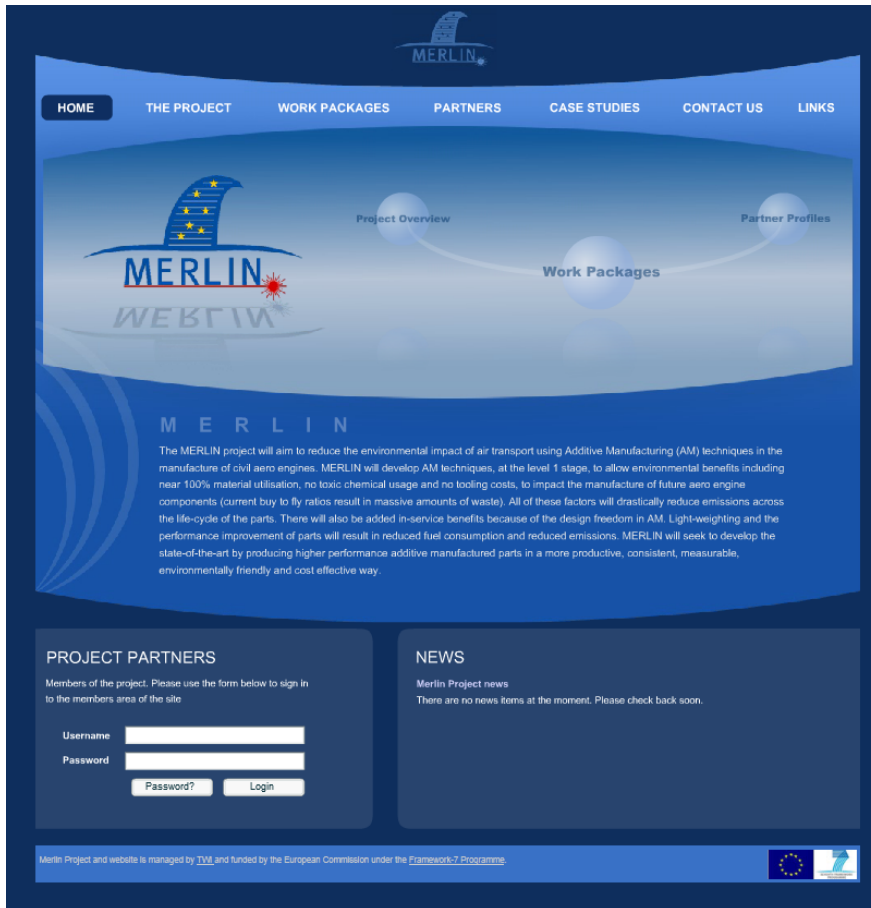 MERLIN
HOME THE PROJECT WORK PACKAGES PARTNERS CASE STUDIES CONTACT US LINKS
Project Overview
Partner Profiles
Work Packages
MERLIN
MERLIN
MERLIN
The MERLIN project will aim to reduce the environmental impact of air transport using Additive Manufacturing (AM) techniques in the
manufacture of civil aero engines. MERLIN will develop AM techniques, at the level 1 stage, to allow environmental benefits including
near 100% material utilisation, no toxic chemical usage and no tooling costs, to impact the manufacture of future aero engine
components (current buy to fly ratios result in massive amounts of waste). All of these factors will drastically reduce emissions across
the life-cycle of the parts. There will also be added in-service benefits because of the design freedom in AM. Light-weighting and the
performance improvement of parts will result in reduced fuel consumption and reduced emissions. MERLIN will seek to develop the
state-of-the-art by producing higher performance additive manufactured parts in a more productive, consistent, measurable,
environmentally friendly and cost effective way.
PROJECT PARTNERS
Members of the project. Please use the form below to sign in
to the members area of the site
Username
Password
Password? Login
NEWS
Merlin Project news
There are no news items at the moment. Please check back soon.
Merlin Project and website is managed by TWI and funded by the European Commission under the Framework-7 Programme.